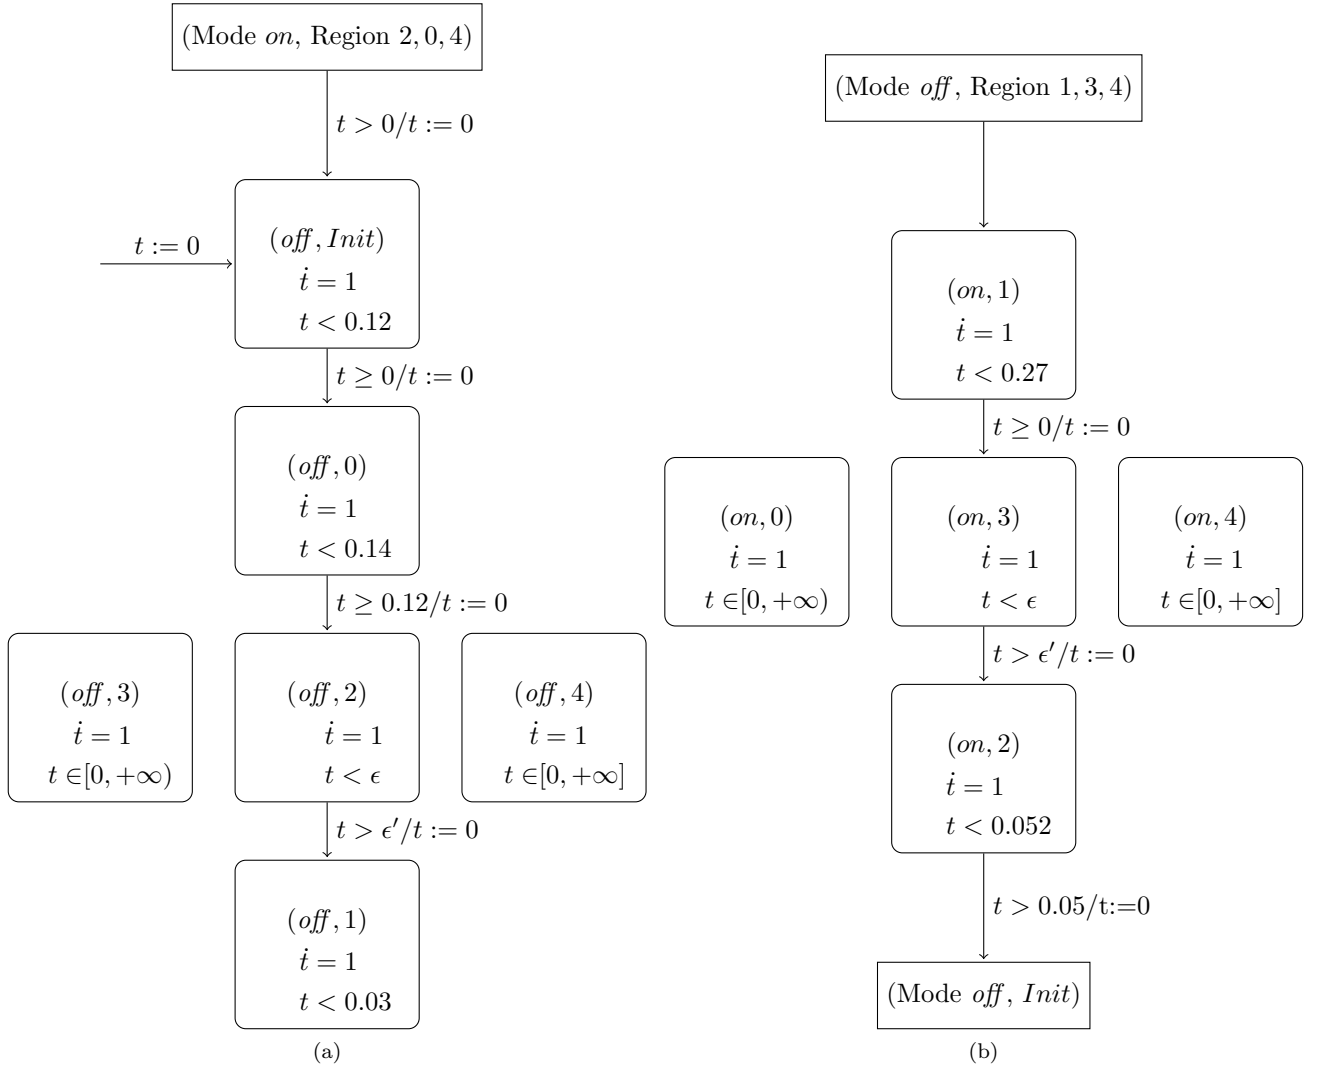 (Mode on, Region 2, 0, 4)
t > 0/t := 0
t := 0
(off, Init)
ṫ = 1
t < 0.12
t ≥ 0/t := 0
(off, 0)
ṫ = 1
t < 0.14
t ≥ 0.12/t := 0
(off, 3)
ṫ = 1
t ∈[0, +∞)
(off, 2)
ṫ = 1
t < ϵ
(off, 4)
ṫ = 1
t ∈[0, +∞]
t > ϵ′/t := 0
(off, 1)
ṫ = 1
t < 0.03
(a)
(Mode off, Region 1, 3, 4)
(on, 1)
ṫ = 1
t < 0.27
t ≥ 0/t := 0
(on, 0)
ṫ = 1
t ∈[0, +∞)
(on, 3)
ṫ = 1
t < ϵ
(on, 4)
ṫ = 1
t ∈[0, +∞]
t > ϵ′/t := 0
(on, 2)
ṫ = 1
t < 0.052
t > 0.05/t:=0
(Mode off, Init)
(b)